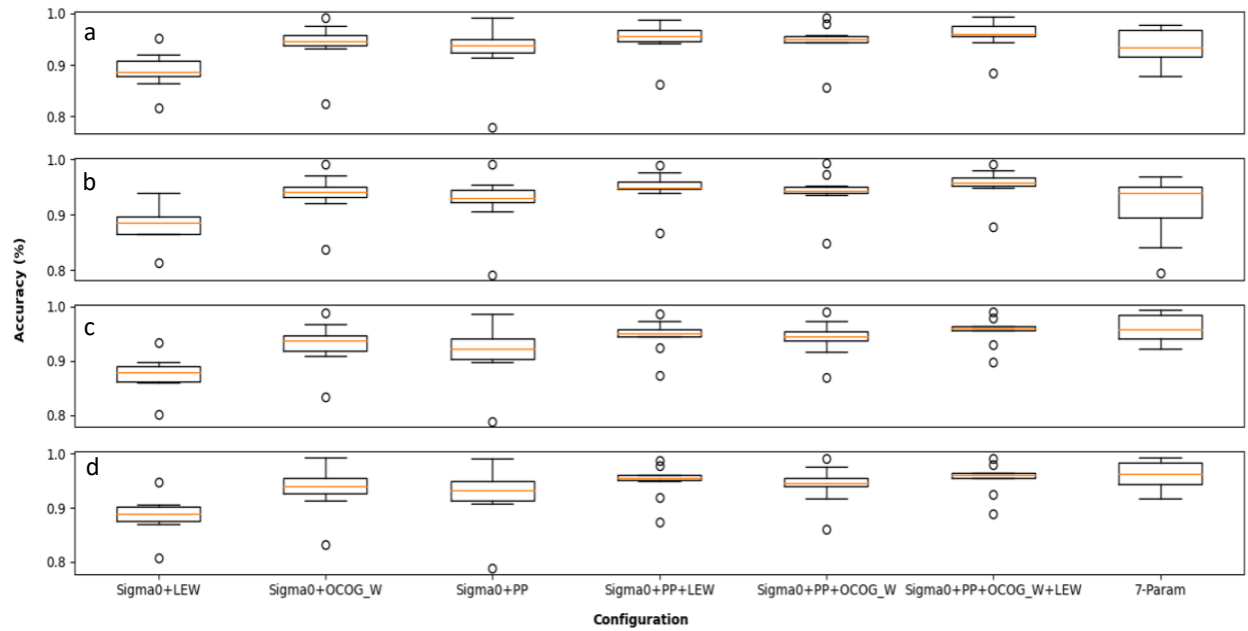 a
1.0
0.9
0.8
b
1.0
0.9
0.8
Accuracy (%)
c
1.0
0.9
0.8
d
1.0
0.9
0.8
Sigma0+LEW Sigma0+OCOG_W Sigma0+PP Sigma0+PP+LEW Sigma0+PP+OCOG_W Sigma0+PP+OCOG_W+LEW 7-Param
Configuration